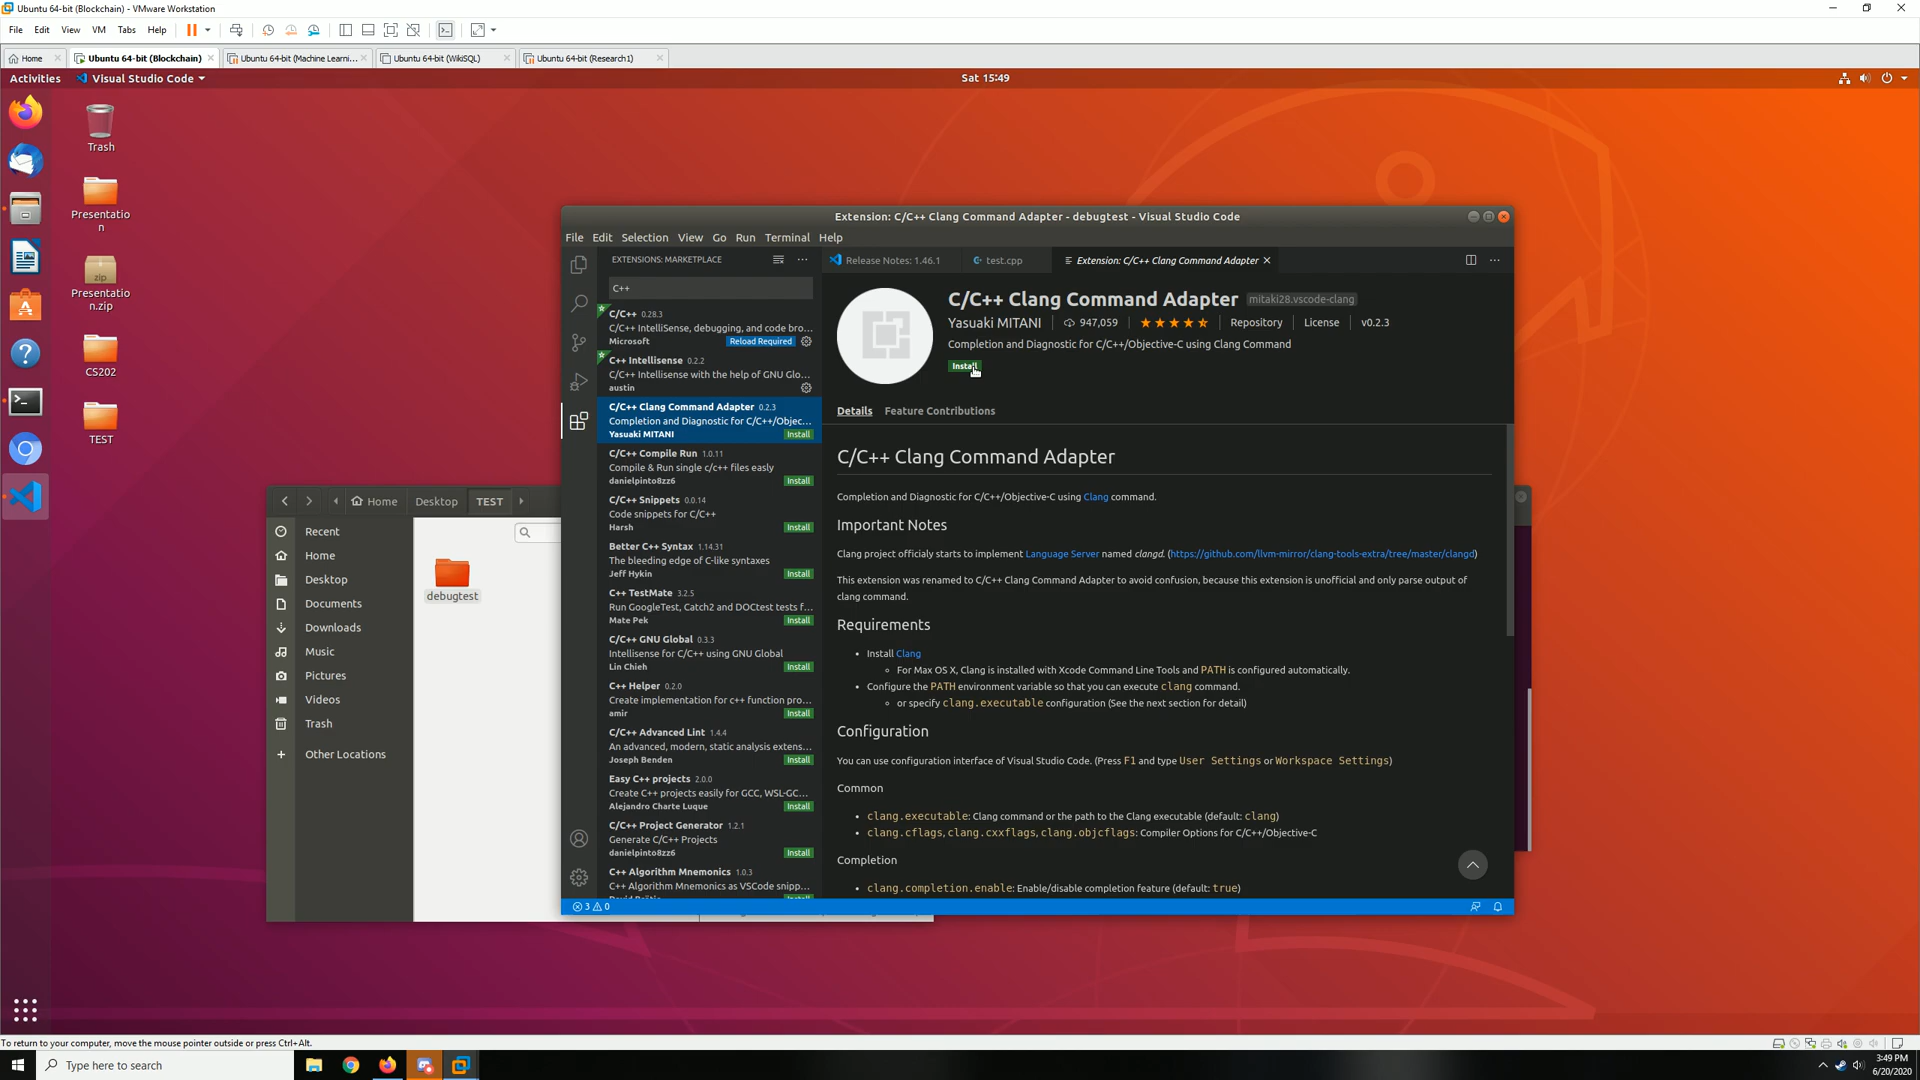 Ubuntu 64-bit (Blockchain) - VMware Workstation
File Edit View VM Tabs Help
Home Ubuntu 64-bit (Blockchain) Ubuntu 64-bit (Machine Learni... Ubuntu 64-bit (WikiSQL) Ubuntu 64-bit (Research1)
Activities Visual Studio Code Sat 15:49
Trash
Presentatio
n
zip
Presentatio
n.zip
CS202
TEST
Home Desktop TEST
Recent
Home
Desktop
Documents
Downloads
Music
Pictures
Videos
Trash
Other Locations
debugtest
Extension: C/C++ Clang Command Adapter - debugtest - Visual Studio Code
File Edit Selection View Go Run Terminal Help
EXTENSIONS: MARKETPLACE
C++
C/C++ 0.28.3
C/C++ IntelliSense, debugging, and code bro...
Microsoft Reload Required
C++ Intellisense 0.2.2
C/C++ Intellisense with the help of GNU Glo...
austin
C/C++ Clang Command Adapter 0.2.3
Completion and Diagnostic for C/C++/Objec...
Yasuaki MITANI Install
C/C++ Compile Run 1.0.11
Compile & Run single c/c++ files easly
danielpinto8zz6 Install
C/C++ Snippets 0.0.14
Code snippets for C/C++
Harsh Install
Better C++ Syntax 1.14.31
The bleeding edge of C-like syntaxes
Jeff Hykin Install
C++ TestMate 3.2.5
Run GoogleTest, Catch2 and DOCtest tests f...
Mate Pek Install
C/C++ GNU Global 0.3.3
Intellisense for C/C++ using GNU Global
Lin Chieh Install
C++ Helper 0.2.0
Create implementation for c++ function pro...
amir Install
C/C++ Advanced Lint 1.4.4
An advanced, modern, static analysis extens...
Joseph Benden Install
Easy C++ projects 2.0.0
Create C++ projects easily for GCC, WSL-GC...
Alejandro Charte Luque Install
C/C++ Project Generator 1.2.1
Generate C/C++ Projects
danielpinto8zz6 Install
C++ Algorithm Mnemonics 1.0.3
C++ Algorithm Mnemonics as VSCode snipp...
Release Notes: 1.46.1 test.cpp Extension: C/C++ Clang Command Adapter
C/C++ Clang Command Adapter mitaki28.vscode-clang
Yasuaki MITANI 947,059 Repository License v0.2.3
Completion and Diagnostic for C/C++/Objective-C using Clang Command
Install
Details Feature Contributions
C/C++ Clang Command Adapter
Completion and Diagnostic for C/C++/Objective-C using Clang command.
Important Notes
Clang project officialy starts to implement Language Server named clangd. (https://github.com/llvm-mirror/clang-tools-extra/tree/master/clangd)
This extension was renamed to C/C++ Clang Command Adapter to avoid confusion, because this extension is unofficial and only parse output of
clang command.
Requirements
Install Clang
For Max OS X, Clang is installed with Xcode Command Line Tools and PATH is configured automatically.
Configure the PATH environment variable so that you can execute clang command.
or specify clang.executable configuration (See the next section for detail)
Configuration
You can use configuration interface of Visual Studio Code. (Press F1 and type User Settings or Workspace Settings)
Common
clang.executable: Clang command or the path to the Clang executable (default: clang)
clang.cflags, clang.cxxflags, clang.objcflags: Compiler Options for C/C++/Objective-C
Completion
clang.completion.enable: Enable/disable completion feature (default: true)
3 0
To return to your computer, move the mouse pointer outside or press Ctrl+Alt.
Type here to search
3:49 PM
6/20/2020